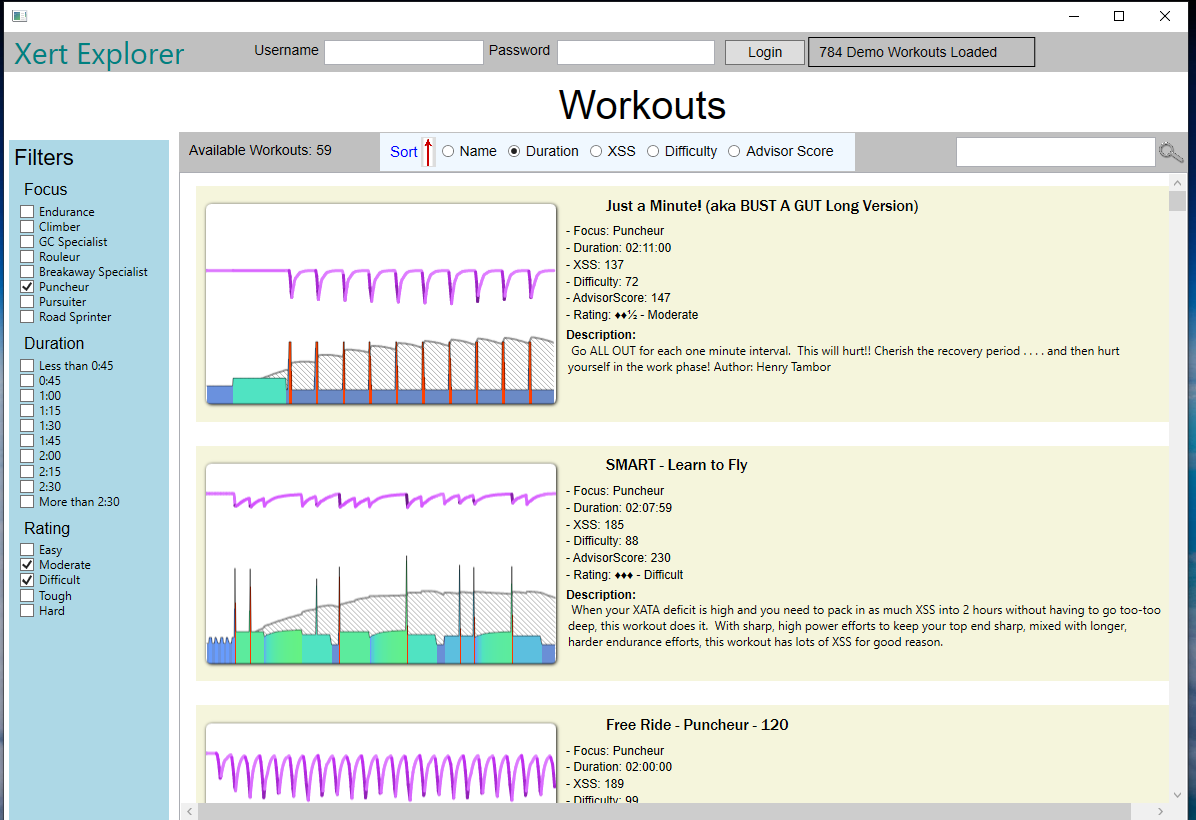 Xert Explorer
Username
Password
Login
784 Demo Workouts Loaded
Workouts
Filters
Focus
Endurance
Climber
GC Specialist
Rouleur
Breakaway Specialist
Puncheur
Pursuiter
Road Sprinter
Duration
Less than 0:45
0:45
1:00
1:15
1:30
1:45
2:00
2:15
2:30
More than 2:30
Rating
Easy
Moderate
Difficult
Tough
Hard
Available Workouts: 59
Sort Name Duration XSS Difficulty Advisor Score
Just a Minute! (aka BUST A GUT Long Version)
- Focus: Puncheur
- Duration: 02:11:00
- XSS: 137
- Difficulty: 72
- AdvisorScore: 147
- Rating: ♦♦½ - Moderate
Description:
Go ALL OUT for each one minute interval.  This will hurt!! Cherish the recovery period . . . . and then hurt
yourself in the work phase! Author: Henry Tambor
SMART - Learn to Fly
- Focus: Puncheur
- Duration: 02:07:59
- XSS: 185
- Difficulty: 88
- AdvisorScore: 230
- Rating: ♦♦♦ - Difficult
Description:
When your XATA deficit is high and you need to pack in as much XSS into 2 hours without having to go too-too
deep, this workout does it.  With sharp, high power efforts to keep your top end sharp, mixed with longer,
harder endurance efforts, this workout has lots of XSS for good reason.
Free Ride - Puncheur - 120
- Focus: Puncheur
- Duration: 02:00:00
- XSS: 189
- Difficulty: 99